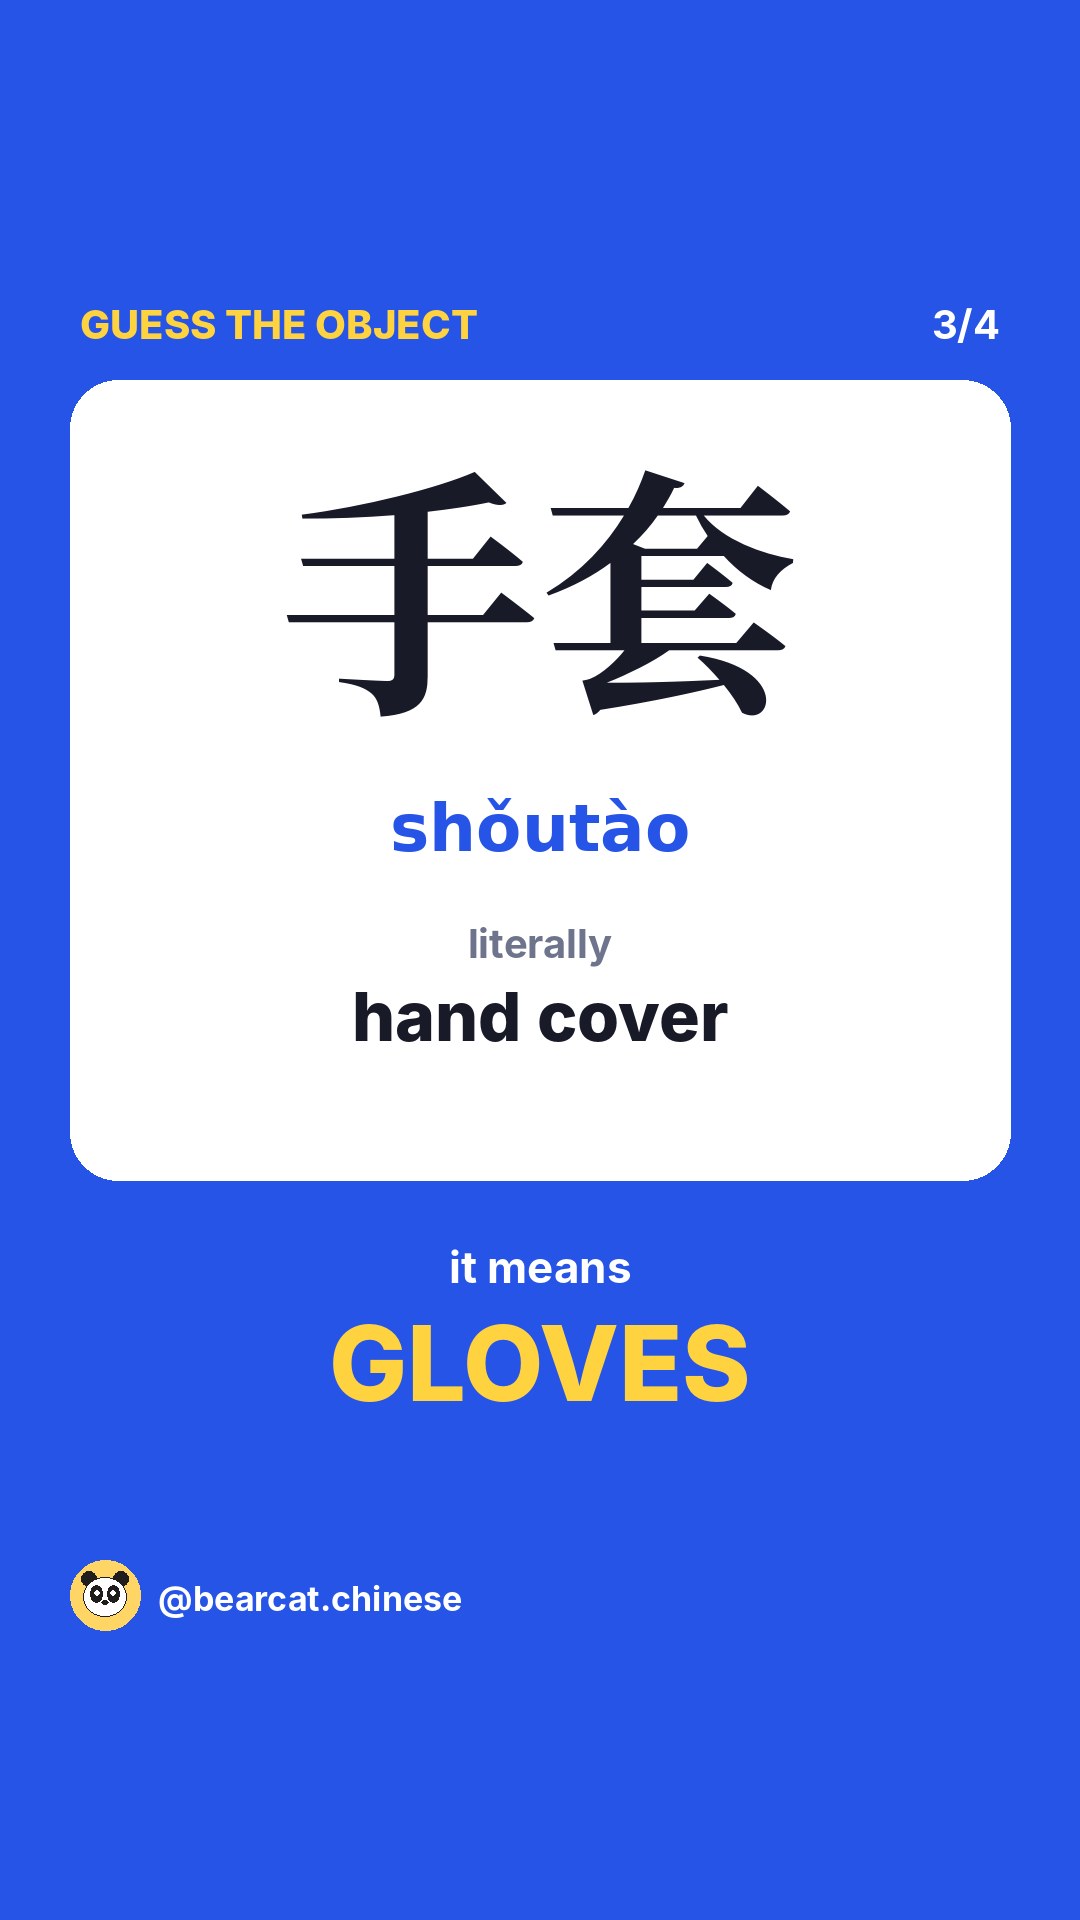 GUESS THE OBJECT
3/4
手套
shǒutào
literally
hand cover
it means
GLOVES
@bearcat.chinese